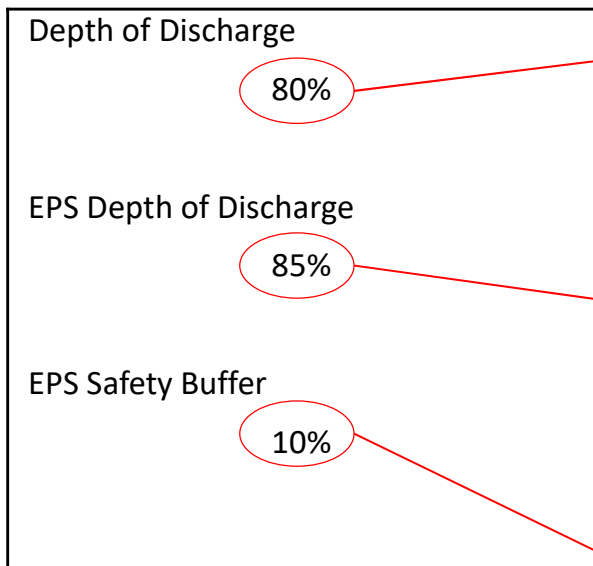 Depth of Discharge
80%
EPS Depth of Discharge
85%
EPS Safety Buffer
10%